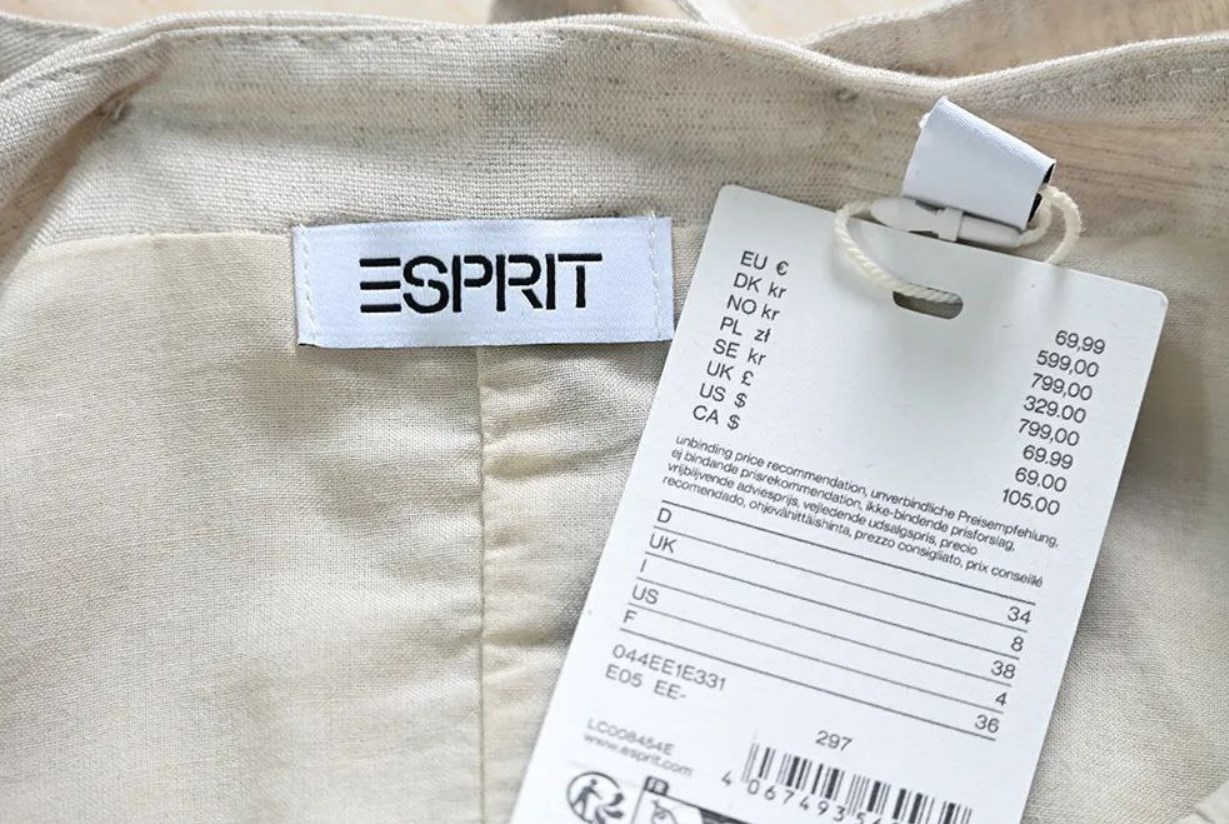 ESPRIT
EU € 69,99
DK kr 599,00
NO kr 799,00
PL zł 329.00
SE kr 799,00
UK £ 69.99
US $ 69.00
CA $ 105.00
unbinding price recommendation, unverbindliche Preisempfehlung,
ej bindande prisrekommendation, ikke-bindende prisforslag,
vrijblijvende adviesprijs, vejledende udsalgspris, precio
recomendado, ohjevähittäishinta, prezzo consigliato, prix conseillé
D 34
UK 8
I 38
US 4
F 36
044EE1E331
E05 EE-
297
LC008454E
www.esprit.com
FR
4 067493